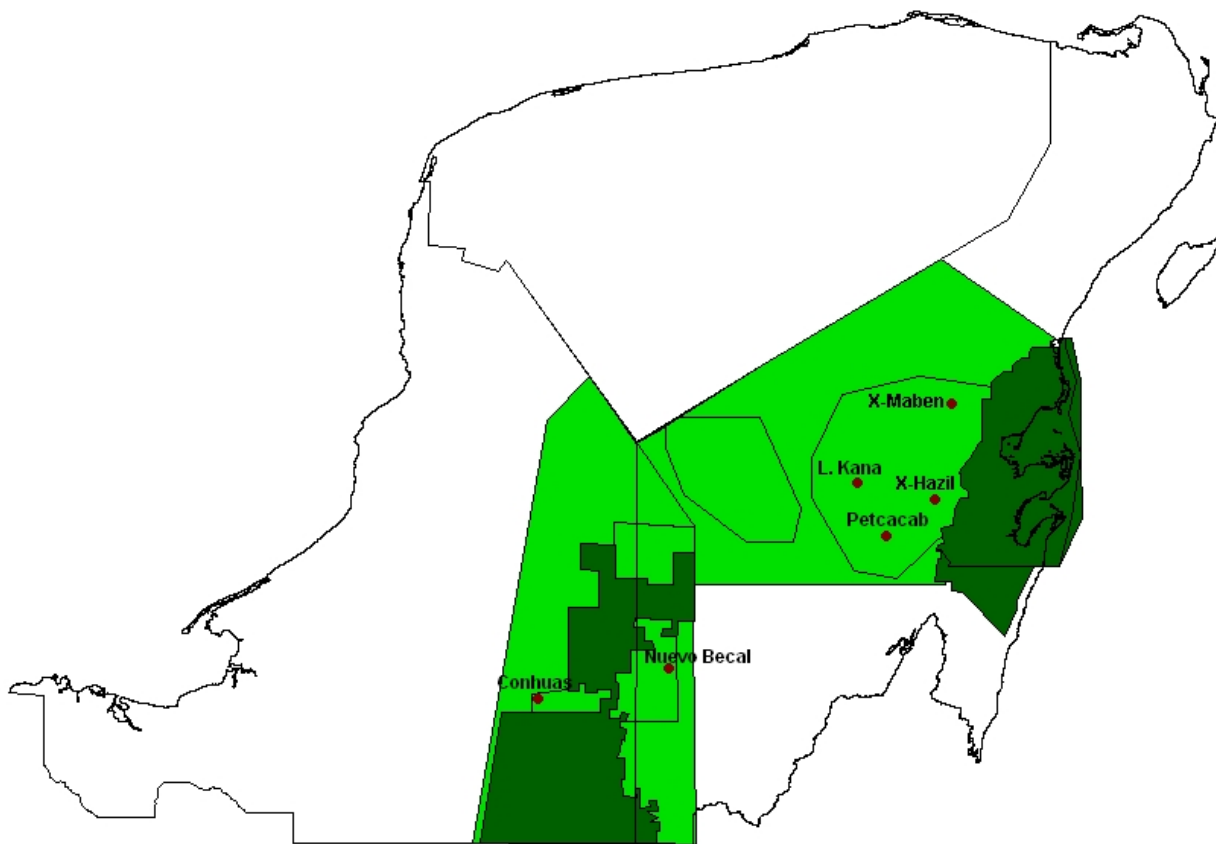 X-Maben
L. Kana
X-Hazil
Petcacab
Nuevo Becal
Conhuas